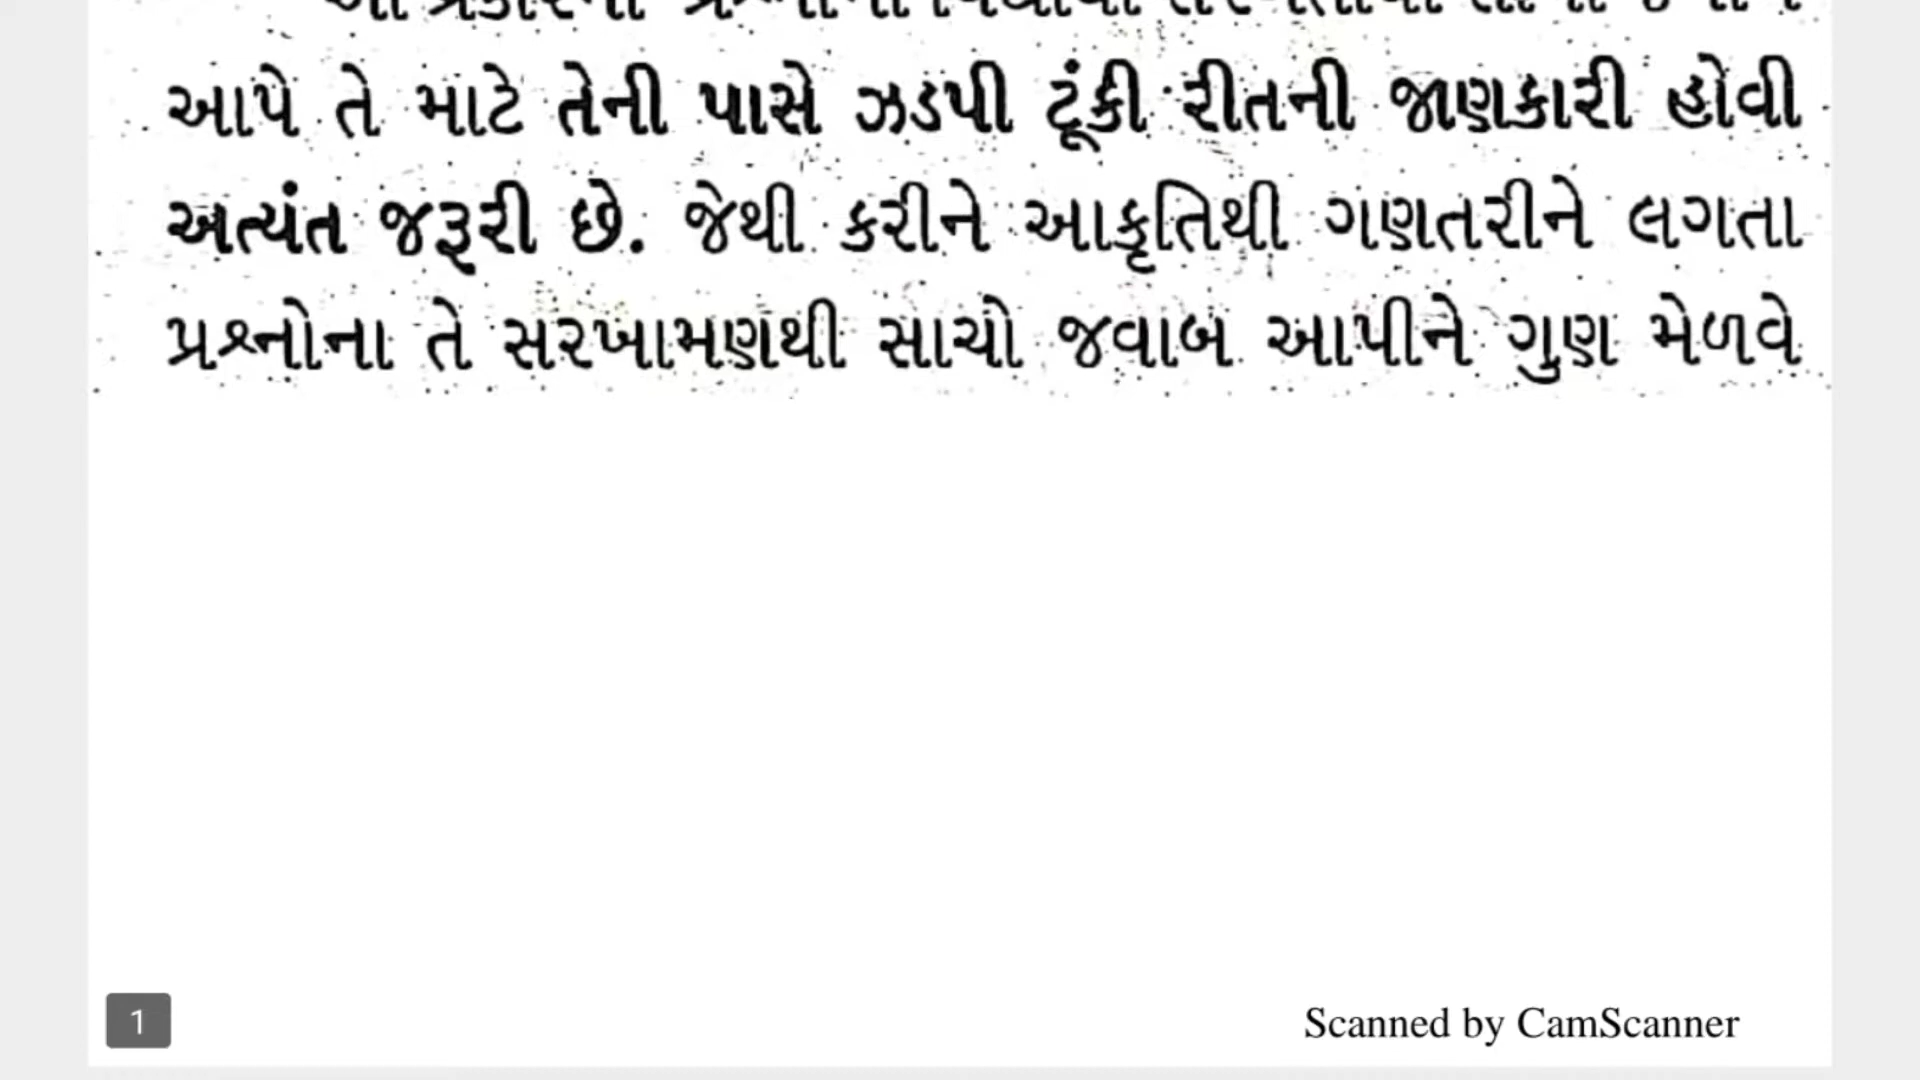 આપે તે માટે તેની પાસે ઝડપી ટૂંકી રીતની જાણકારી હોવી
અત્યંત જરૂરી છે. જેથી કરીને આકૃતિથી ગણતરીને લગતા
પ્રશ્નોના તે સરખામણથી સાચો જવાબ આપીને ગુણ મેળવે
1
Scanned by CamScanner